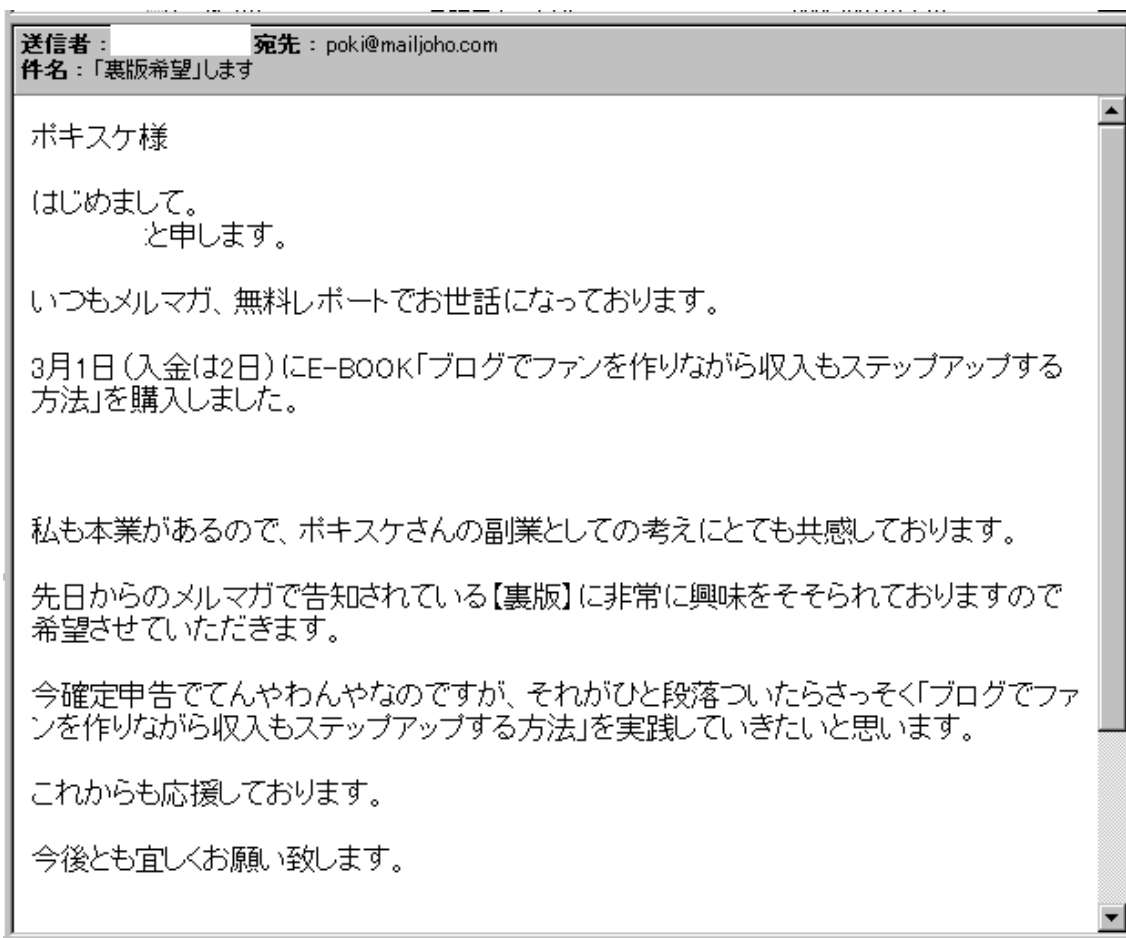 送信者： 宛先： poki@mailjoho.com
件名：「裏版希望」します
ポキスケ様
はじめまして。
と申します。
いつもメルマガ、無料レポートでお世話になっております。
3月1日（入金は2日）にE-BOOK「ブログでファンを作りながら収入もステップアップする
方法」を購入しました。
私も本業があるので、ポキスケさんの副業としての考えにとても共感しております。
先日からのメルマガで告知されている【裏版】に非常に興味をそそられておりますので
希望させていただきます。
今確定申告でてんやわんやなのですが、それがひと段落ついたらさっそく「ブログでファ
ンを作りながら収入もステップアップする方法」を実践していきたいと思います。
これからも応援しております。
今後とも宜しくお願い致します。